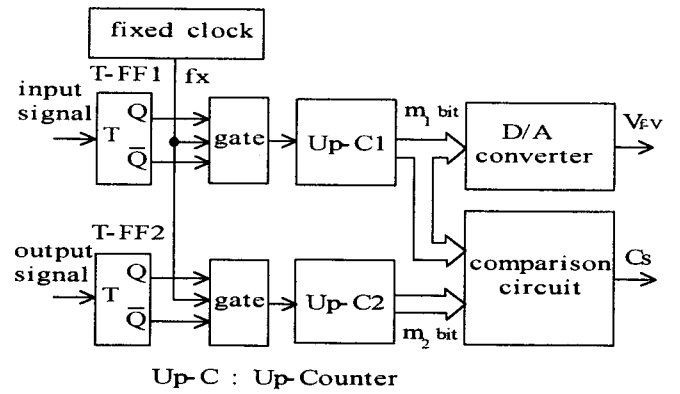 fixed clock
T-FF1 fx
input
signal
T
Q
Q̅
gate
Up-C1
m1 bit
D/A
converter
VF-V
T-FF2
output
signal
T
Q
Q̅
gate
Up-C2
m2 bit
comparison
circuit
Cs
Up-C : Up-Counter